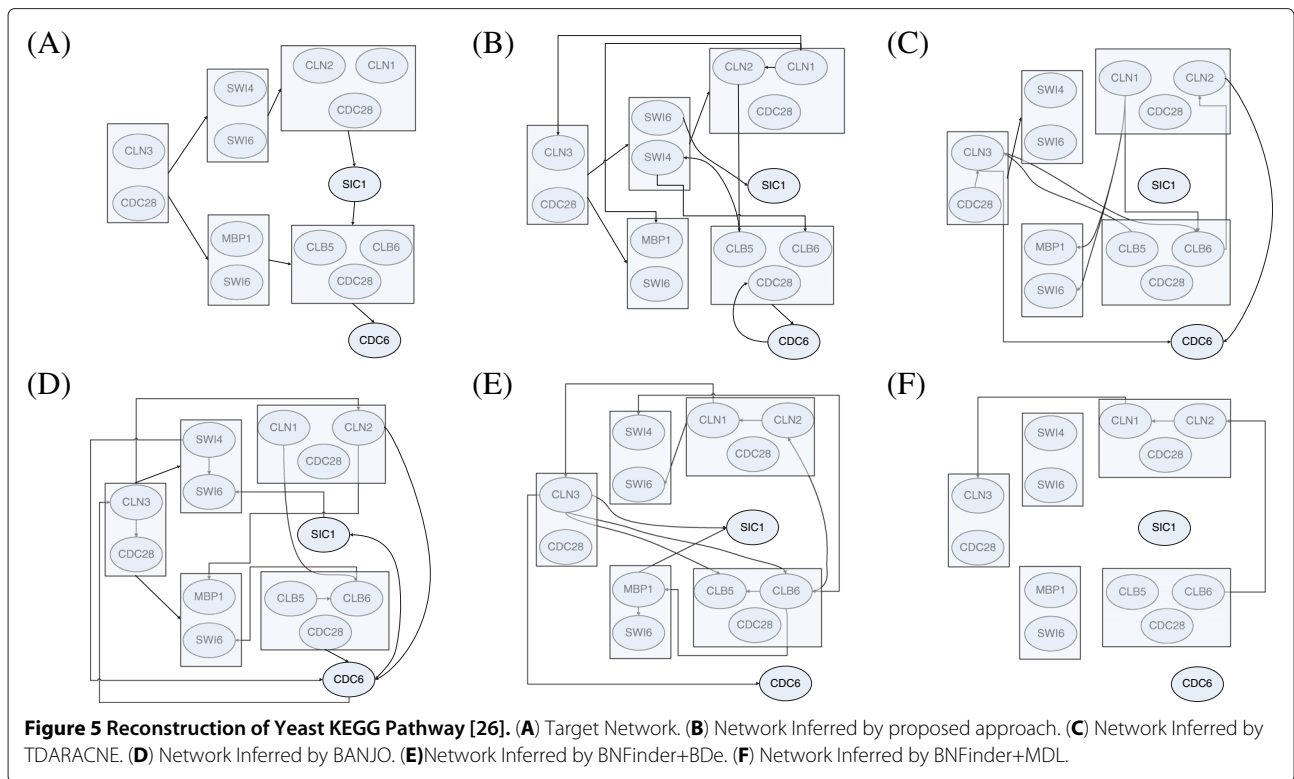 (A)
CLN2 CLN1
CDC28
SWI4
SWI6
CLN3
CDC28
SIC1
MBP1
SWI6
CLB5 CLB6
CDC28
CDC6
(B)
CLN2 CLN1
CDC28
SWI6
SWI4
CLN3
CDC28
SIC1
MBP1
SWI6
CLB5 CLB6
CDC28
CDC6
(C)
CLN1 CLN2
CDC28
SWI4
SWI6
CLN3
CDC28
SIC1
MBP1
SWI6
CLB5 CLB6
CDC28
CDC6
(D)
CLN1 CLN2
CDC28
SWI4
SWI6
CLN3
CDC28
SIC1
MBP1
SWI6
CLB5 CLB6
CDC28
CDC6
(E)
CLN1 CLN2
CDC28
SWI4
SWI6
CLN3
CDC28
SIC1
MBP1
SWI6
CLB5 CLB6
CDC28
CDC6
(F)
CLN1 CLN2
CDC28
SWI4
SWI6
CLN3
CDC28
SIC1
MBP1
SWI6
CLB5 CLB6
CDC28
CDC6
Figure 5 Reconstruction of Yeast KEGG Pathway [26]. (A) Target Network. (B) Network Inferred by proposed approach. (C) Network Inferred by
TDARACNE. (D) Network Inferred by BANJO. (E)Network Inferred by BNFinder+BDe. (F) Network Inferred by BNFinder+MDL.